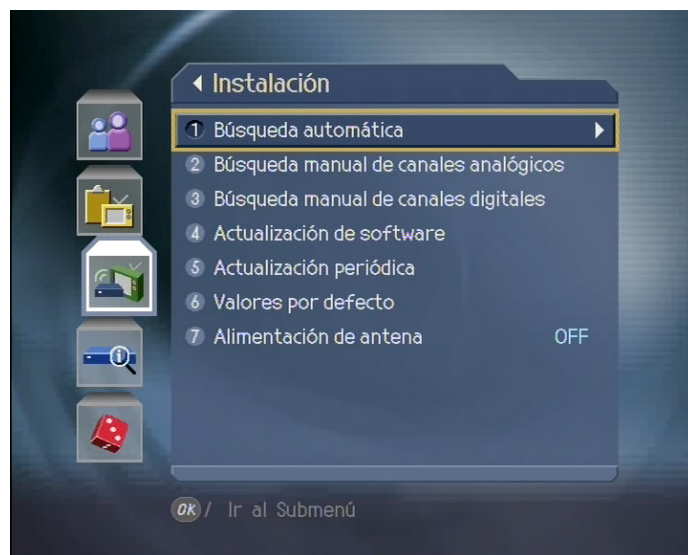 Instalación
1 Búsqueda automática
2 Búsqueda manual de canales analógicos
3 Búsqueda manual de canales digitales
4 Actualización de software
5 Actualización periódica
6 Valores por defecto
7 Alimentación de antena OFF
OK / Ir al Submenú